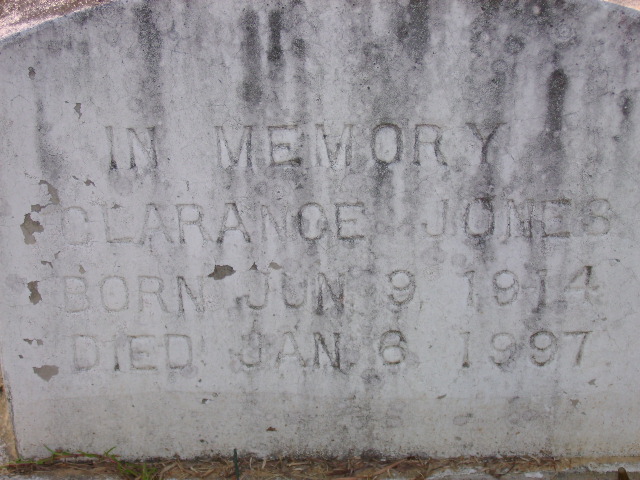 IN MEMORY
CLARANCE JONES
BORN JUN 9 1914
DIED JAN 6 1997